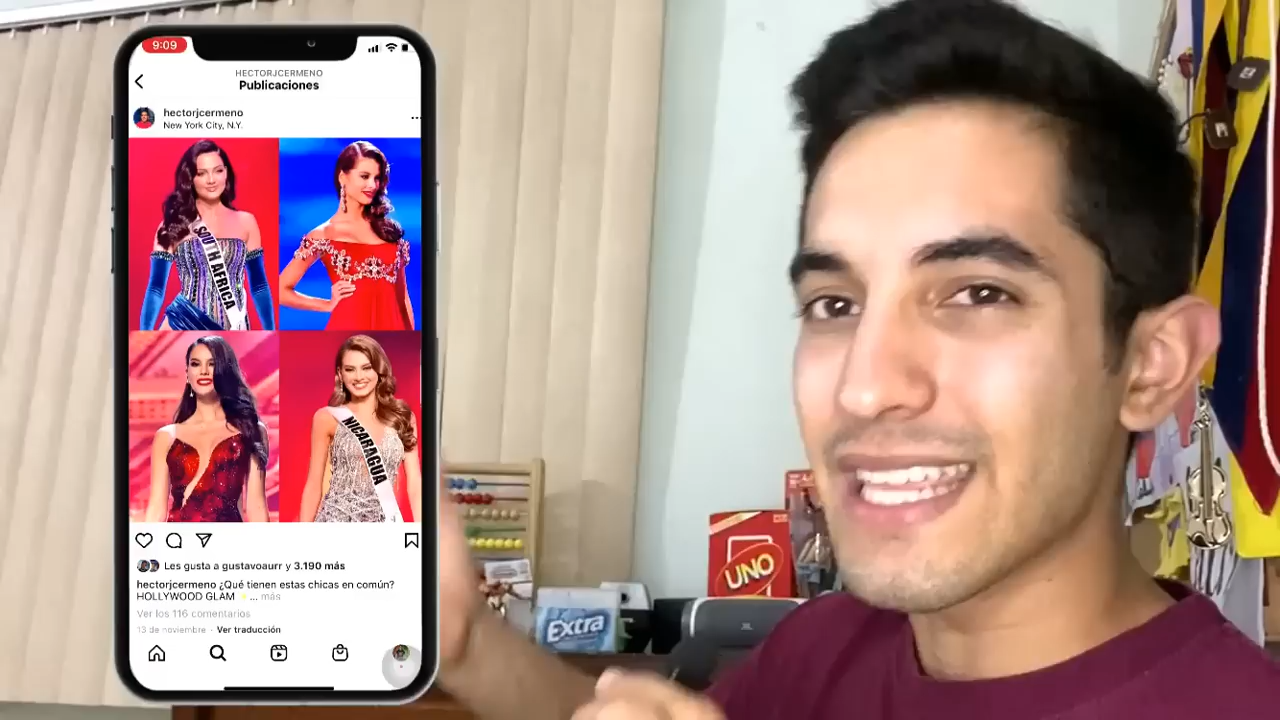 9:09
HECTORJCERMENO
Publicaciones
hectorjcermeno
New York City, N.Y.
SOUTH AFRICA
NICARAGUA
Les gusta a gustavoaurr y 3.190 más
hectorjcermeno ¿Qué tienen estas chicas en común?
HOLLYWOOD GLAM ... más
Ver los 116 comentarios
13 de noviembre · Ver traducción
UNO
Extra
JBL